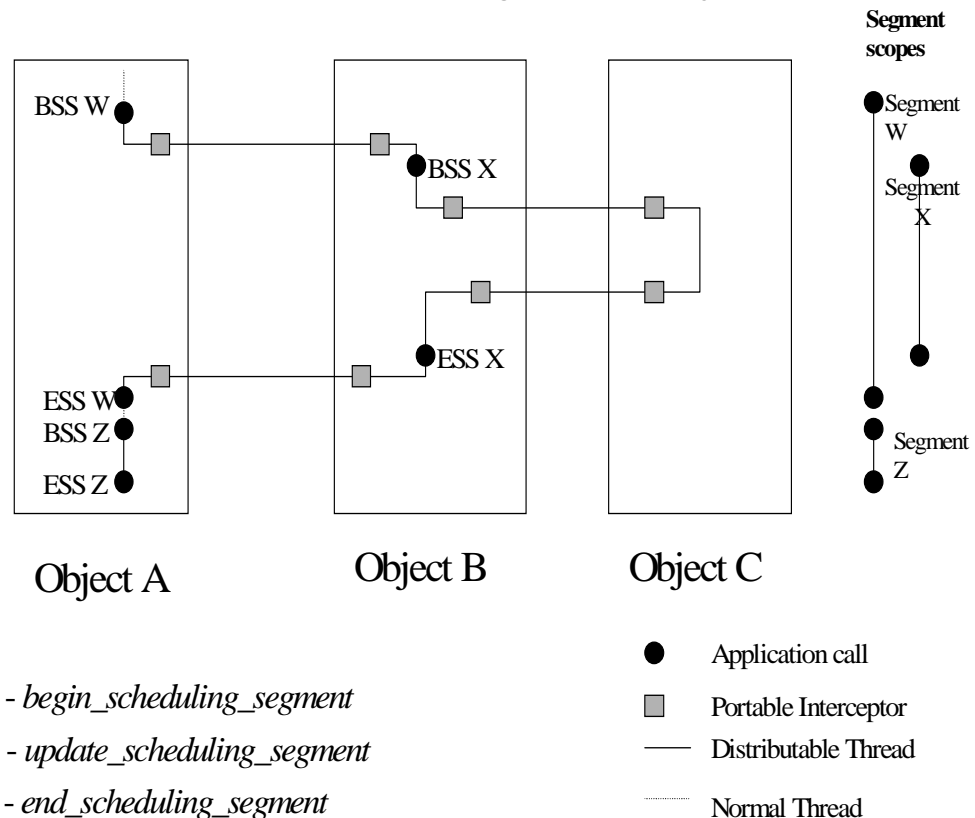 Segment
scopes
BSS W
Segment
W
BSS X
Segment
X
ESS X
ESS W
BSS Z
Segment
Z
ESS Z
Object A
Object B
Object C
Application call
- begin_scheduling_segment
Portable Interceptor
- update_scheduling_segment
Distributable Thread
- end_scheduling_segment
Normal Thread